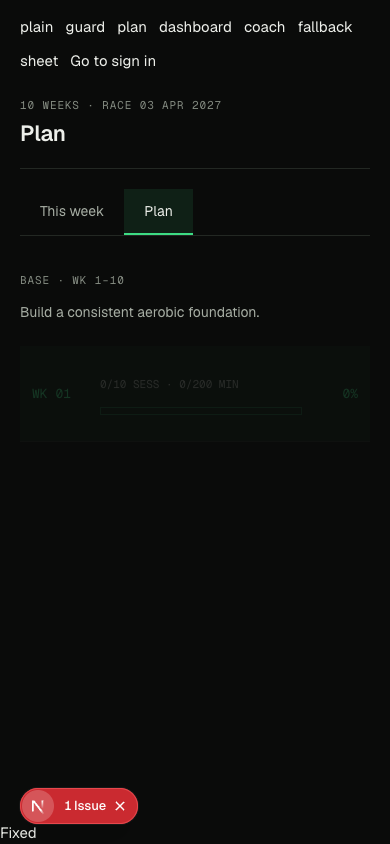 plain guard plan dashboard coach fallback
sheet Go to sign in
10 WEEKS · RACE 03 APR 2027
Plan
This week Plan
BASE · WK 1–10
Build a consistent aerobic foundation.
0/10 SESS · 0/200 MIN
WK 01 0%
N 1 Issue ×
Fixed